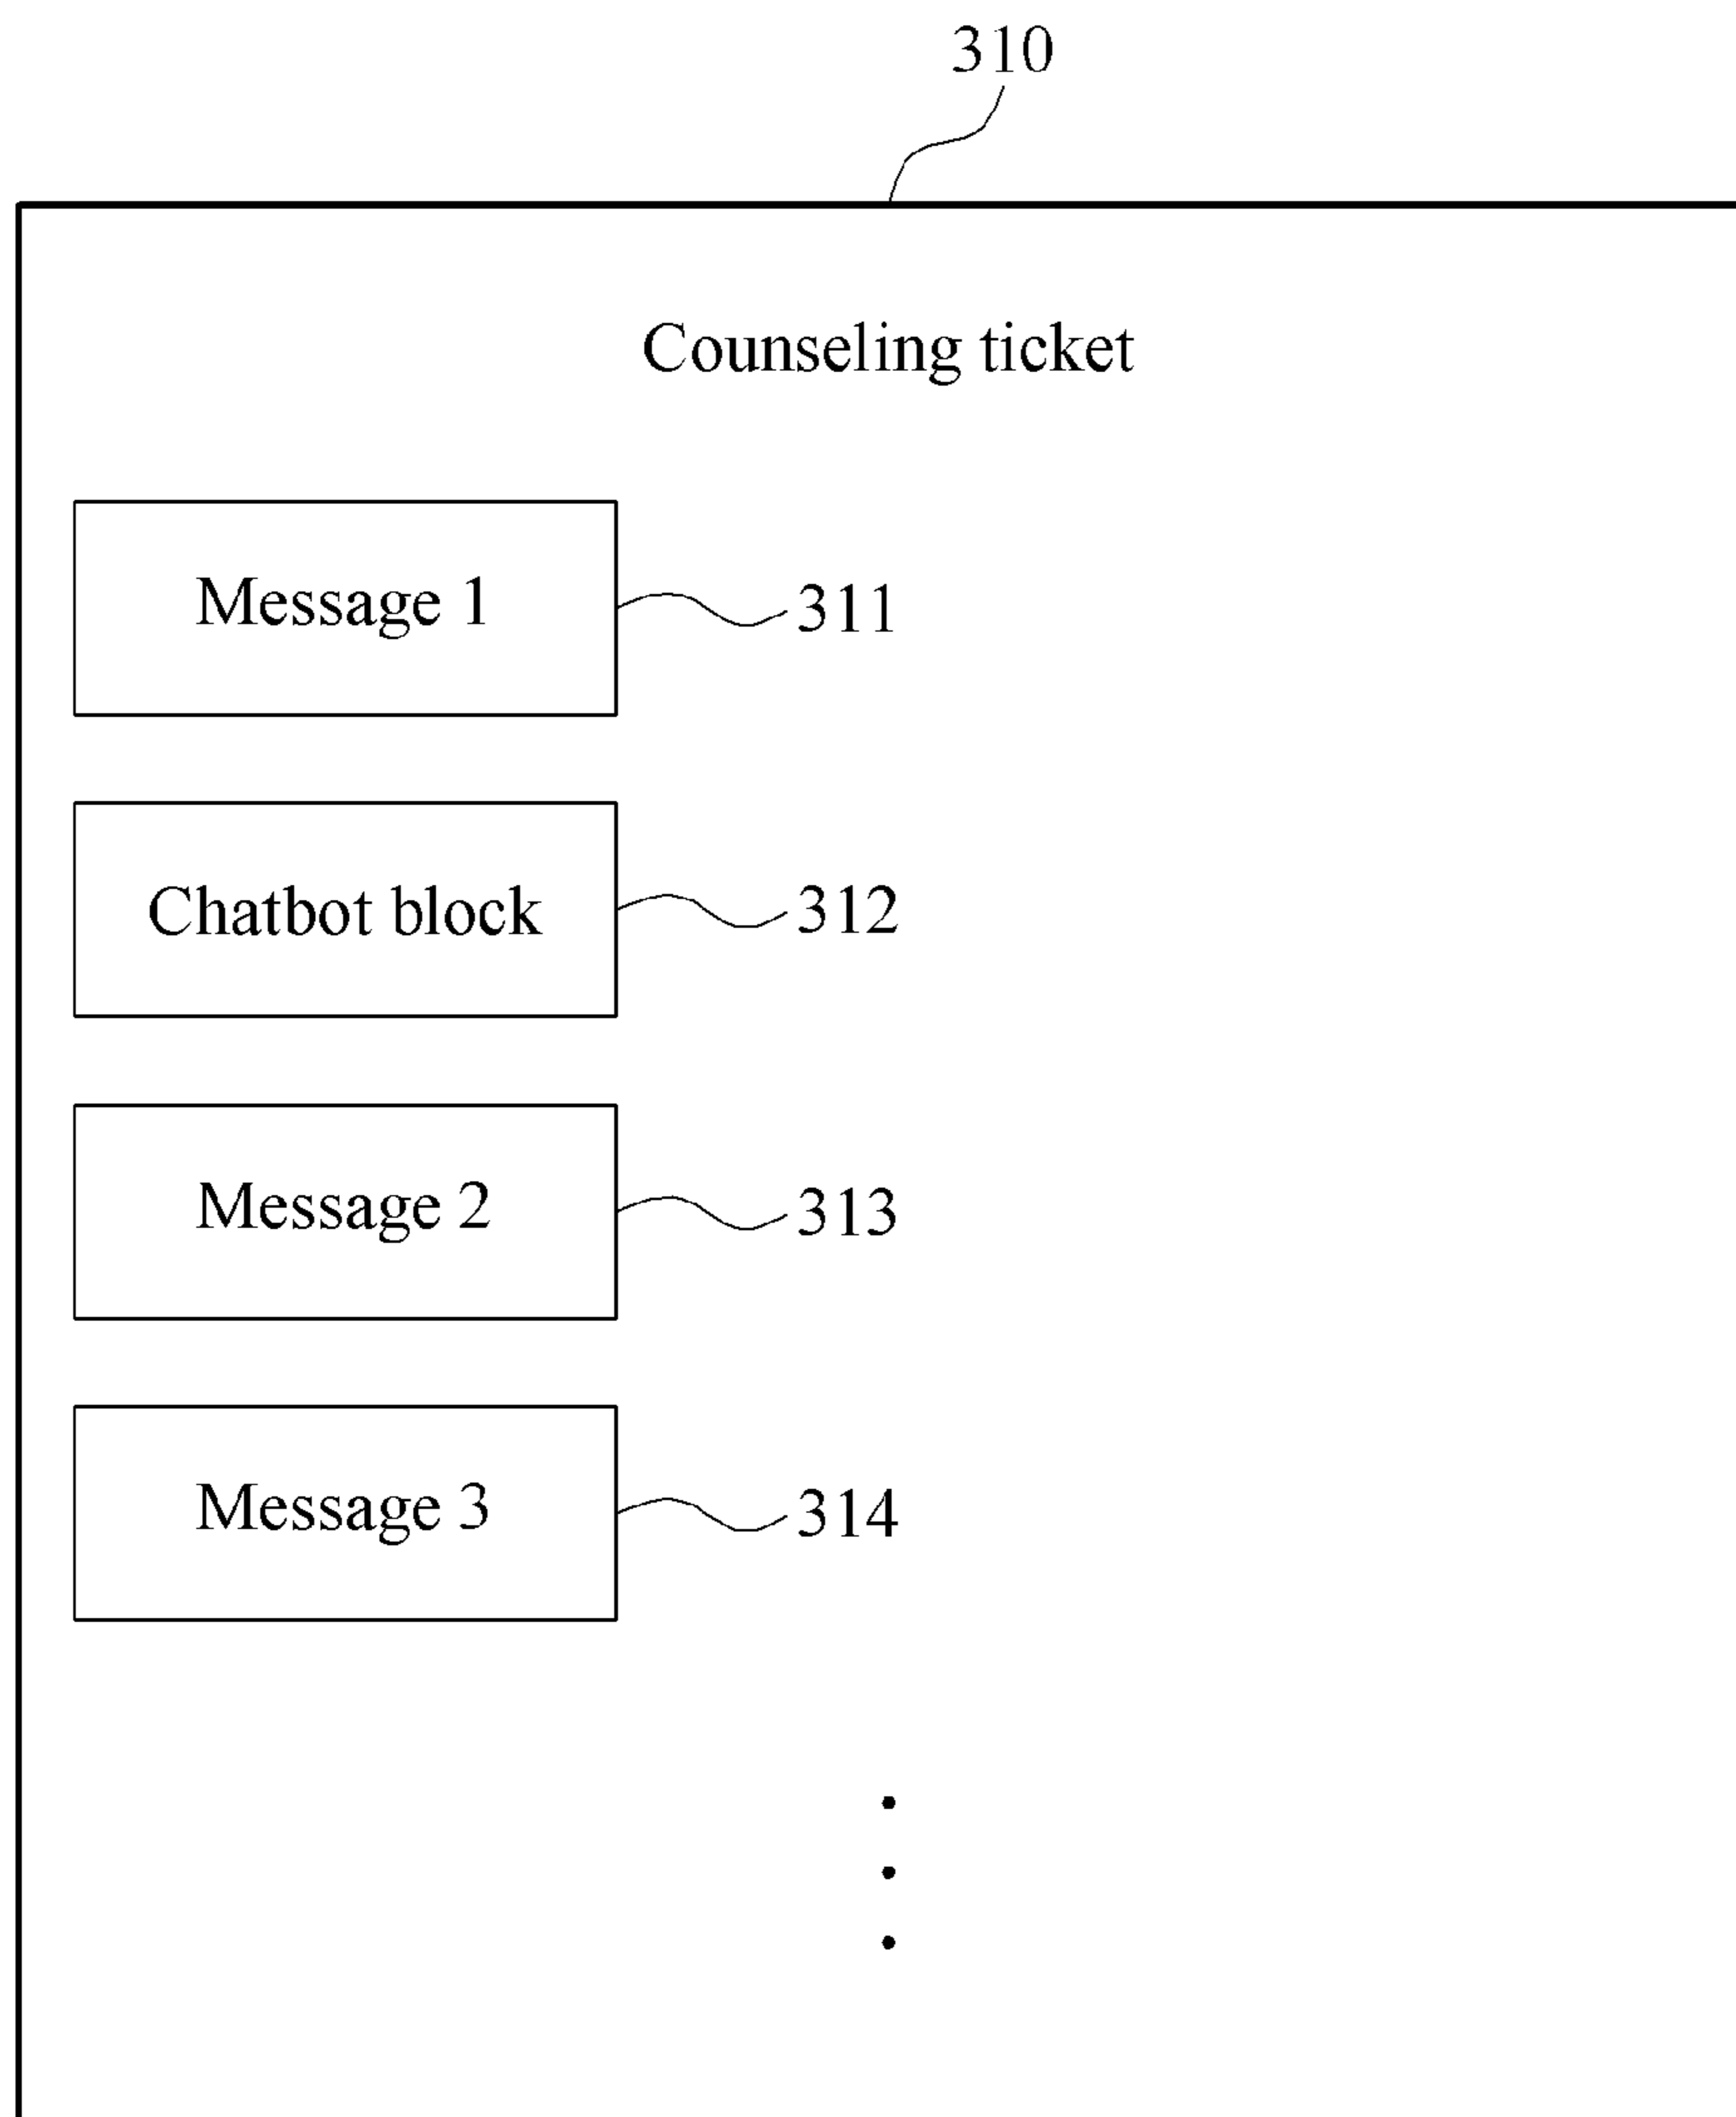 310
Counseling ticket
Message 1
311
Chatbot block
312
Message 2
313
Message 3
314